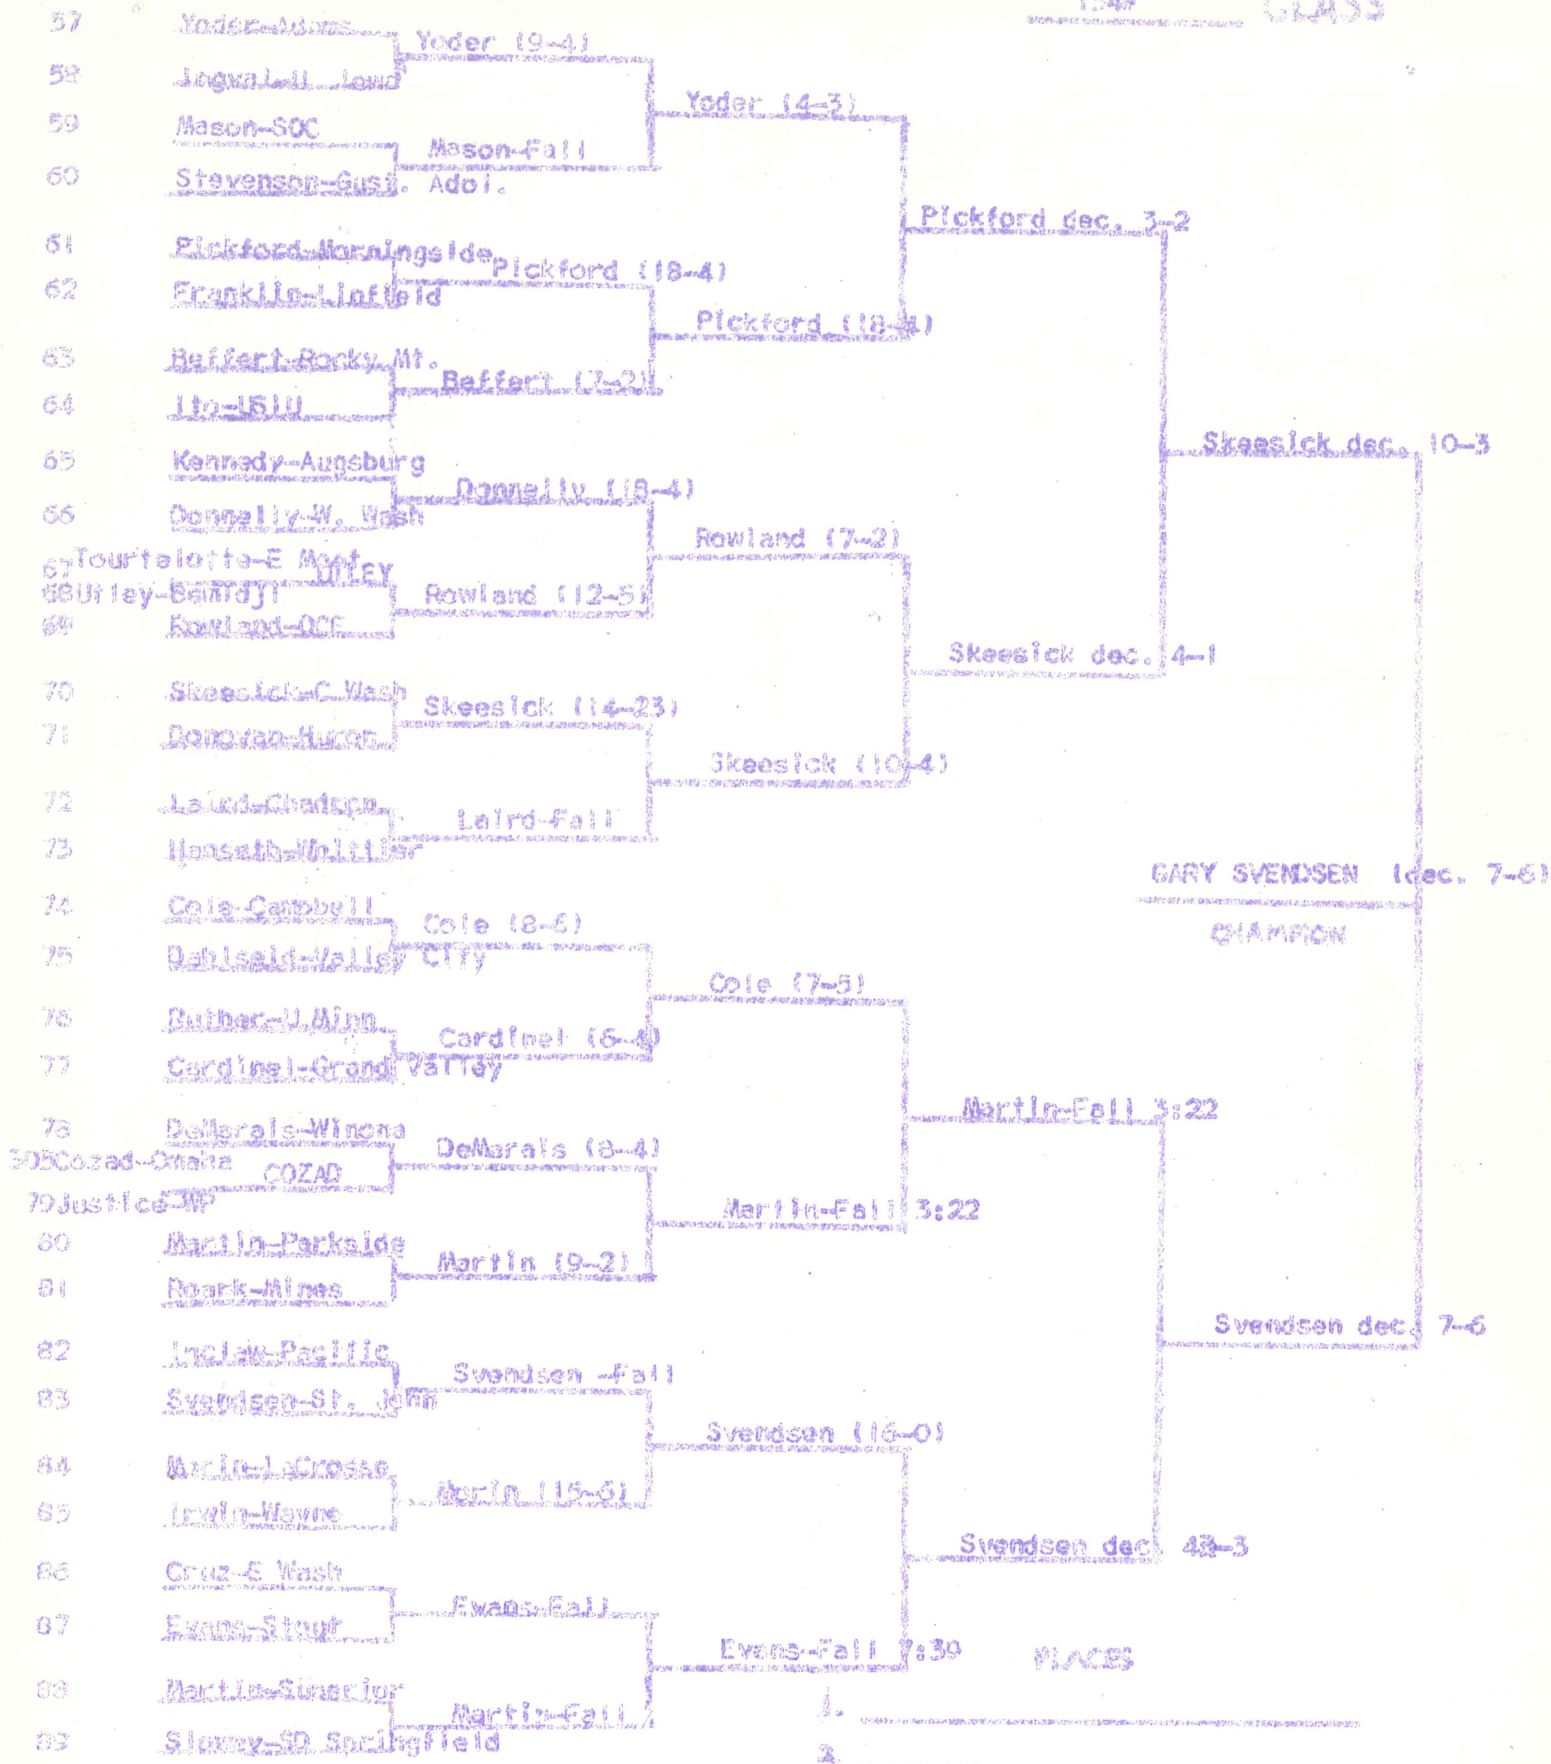 134# CLASS
57 Yoder-Adams
Yoder (9-4)
58 Ingval-U. Iowa
Yoder (4-3)
59 Mason-SOC
Mason-Fall
60 Stevenson-Gust. Adol.
Pickford dec. 3-2
61 Pickford-Morningside
Pickford (18-4)
62 Franklin-Linfield
Pickford (18-4)
63 Beffert-Rocky Mt.
Beffert (7-2)
64 Ito-USIU
Skeesick dec. 10-3
65 Kennedy-Augsburg
Donnelly (18-4)
66 Donnelly-W. Wash
Rowland (7-2)
67 Tourtelotte-E Mont
UTLEY
68 Utley-Bemidji
Rowland (12-5)
69 Rowland-OCE
Skeesick dec. 4-1
70 Skeesick-C Wash
Skeesick (14-23)
71 Donovan-Huron
Skeesick (10-4)
72 Laird-Chadron
Laird-Fall
73 Hanseth-Whittier
GARY SVENDSEN (dec. 7-6)
CHAMPION
74 Cole-Campbell
Cole (8-6)
75 Dahlseid-Valley City
Cole (7-5)
76 Buther-U.Minn.
Cardinel (6-4)
77 Cardinel-Grand Valley
Martin-Fall 3:22
78 DeMarais-Winona
DeMarais (8-4)
305 Cozad-Omaha
COZAD
79 Justice-WP
Martin-Fall 3:22
80 Martin-Parkside
Martin (9-2)
81 Roark-Mines
Svendsen dec. 7-6
82 Inclaw-Pacific
Svendsen -Fall
83 Svendsen-St. John
Svendsen (16-0)
84 Morin-LaCrosse
Morin (15-6)
85 Irwin-Wayne
Svendsen dec. 4-3
86 Cruz-E Wash
Ewans-Fall
87 Evans-Stout
Evans-Fall 7:39
PLACES
88 Martin-Superior
Martin-Fall
1.
89 Slowey-SD Springfield
2.